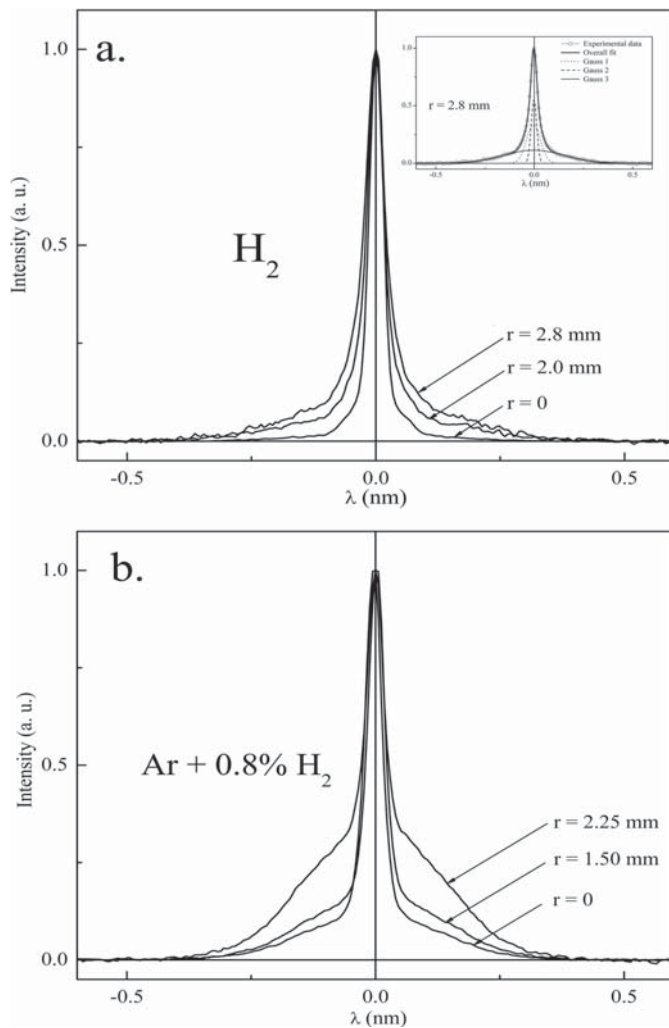 a.
1.0
0.5
0.0
Intensity (a. u.)
H₂
r = 2.8 mm
r = 2.0 mm
r = 0
-0.5
0.0
0.5
λ (nm)
1.0
0.5
0.0
Experimental data
Overall fit
Gauss 1
Gauss 2
Gauss 3
r = 2.8 mm
-0.5
0.0
0.5
λ (nm)
b.
1.0
0.5
0.0
Intensity (a. u.)
Ar + 0.8% H₂
r = 2.25 mm
r = 1.50 mm
r = 0
-0.5
0.0
0.5
λ (nm)